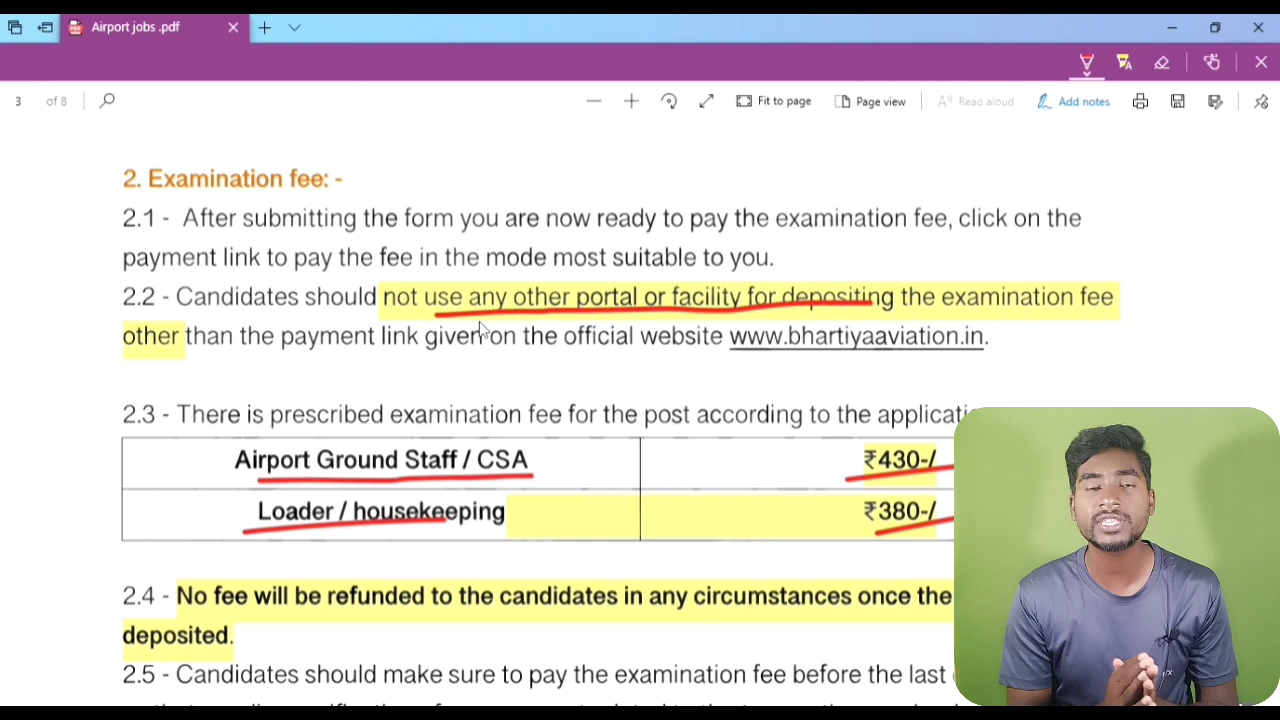 Airport jobs .pdf
3 of 8
Fit to page
Page view
Read aloud
Add notes
2. Examination fee: -
2.1 - After submitting the form you are now ready to pay the examination fee, click on the
payment link to pay the fee in the mode most suitable to you.
2.2 - Candidates should not use any other portal or facility for depositing the examination fee
other than the payment link given on the official website www.bhartiyaaviation.in.
2.3 - There is prescribed examination fee for the post according to the
Airport Ground Staff / CSA ₹430-/
Loader / housekeeping ₹380-/
2.4 - No fee will be refunded to the candidates in any circumstances once the
deposited.
2.5 - Candidates should make sure to pay the examination fee before the last